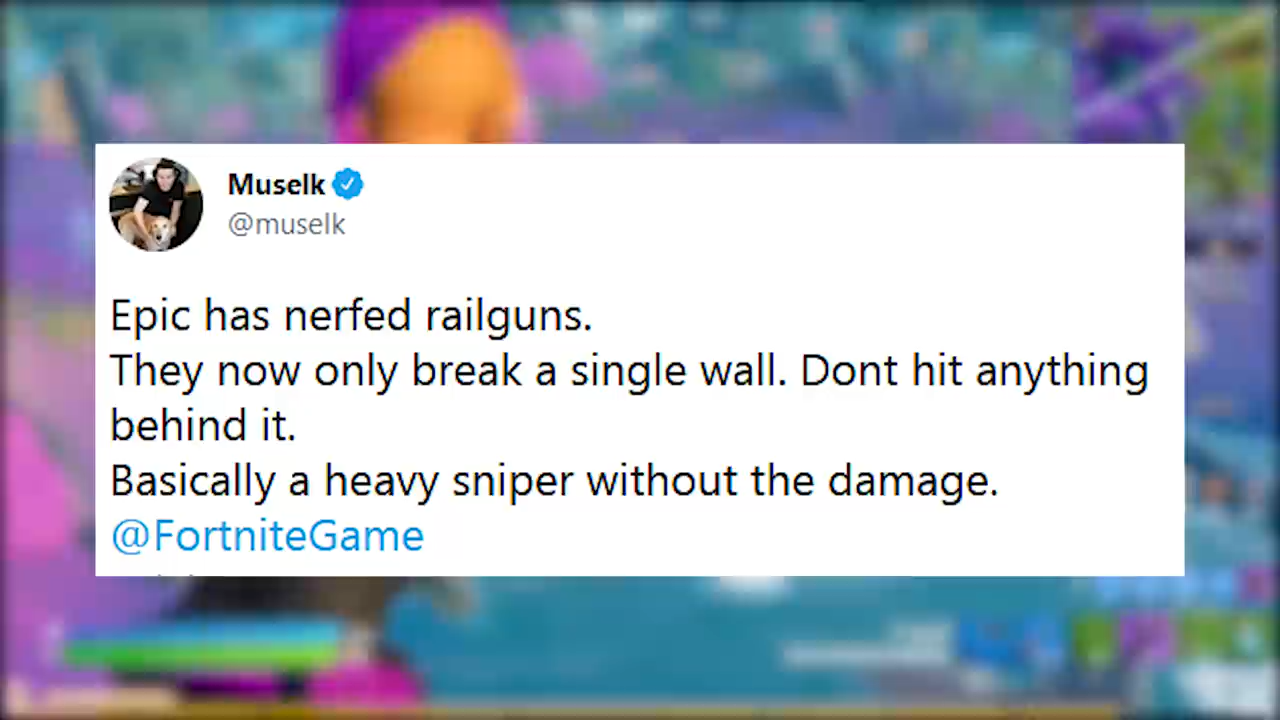 Muselk
@muselk
Epic has nerfed railguns.
They now only break a single wall. Dont hit anything
behind it.
Basically a heavy sniper without the damage.
@FortniteGame